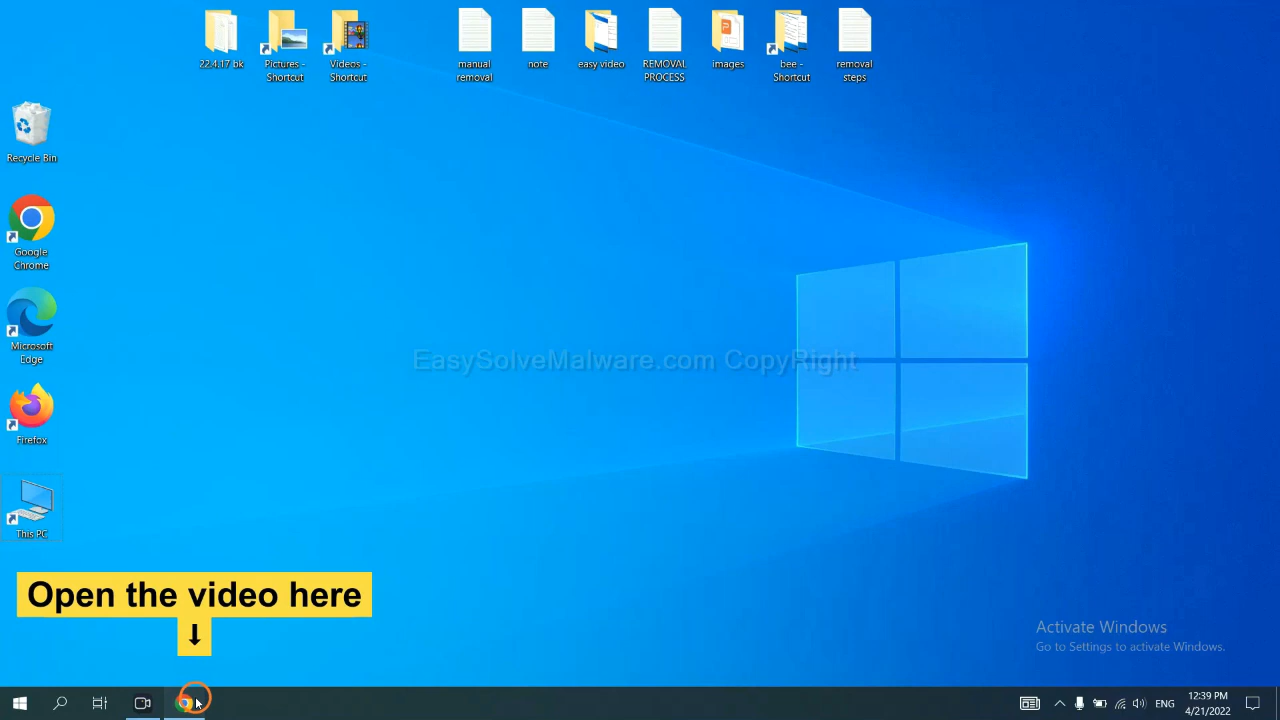 22.4.17 bk
Pictures -
Shortcut
Videos -
Shortcut
manual
removal
note
easy video
REMOVAL
PROCESS
images
bee -
Shortcut
removal
steps
Recycle Bin
Google
Chrome
Microsoft
Edge
Firefox
This PC
EasySolveMalware.com CopyRight
Open the video here
↓
Activate Windows
Go to Settings to activate Windows.
ENG
12:39 PM
4/21/2022